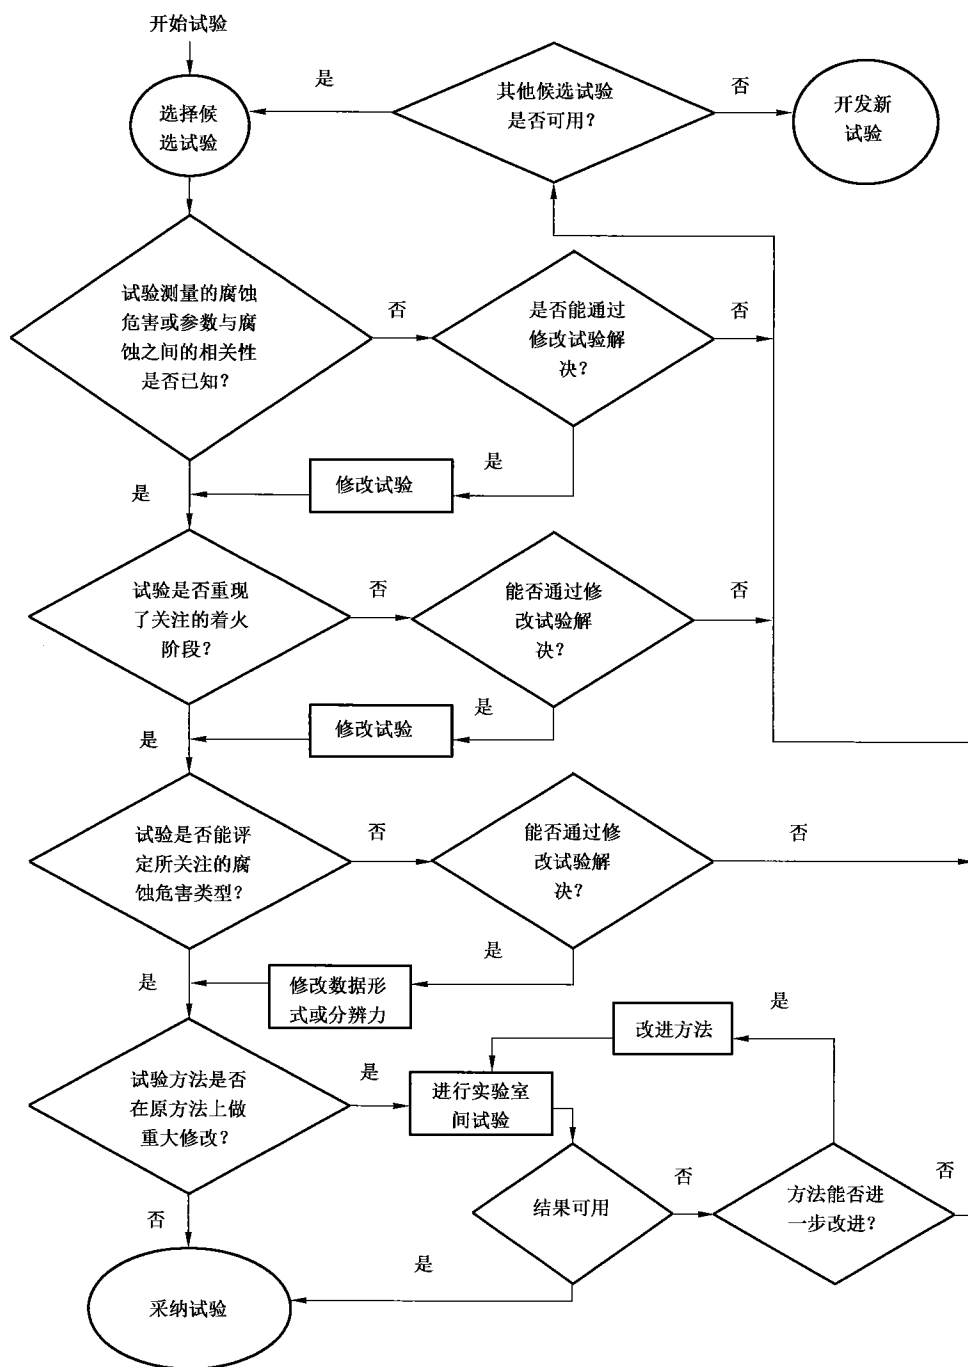 开始试验
是
其他候选试验
是否可用？
否
选择候
选试验
开发新
试验
试验测量的腐蚀
危害或参数与腐
蚀之间的相关性
是否已知？
否
是否能通过
修改试验解
决？
否
是
修改试验
是
试验是否重现
了关注的着火
阶段？
否
能否通过修
改试验解
决？
否
是
修改试验
是
试验是否能评
定所关注的腐
蚀危害类型？
否
能否通过修
改试验解
决？
否
是
修改数据形
式或分辨力
是
是
改进方法
试验方法是否
在原方法上做
重大修改？
是
进行实验室
间试验
否
结果可用
否
方法能否进
一步改进？
否
是
采纳试验